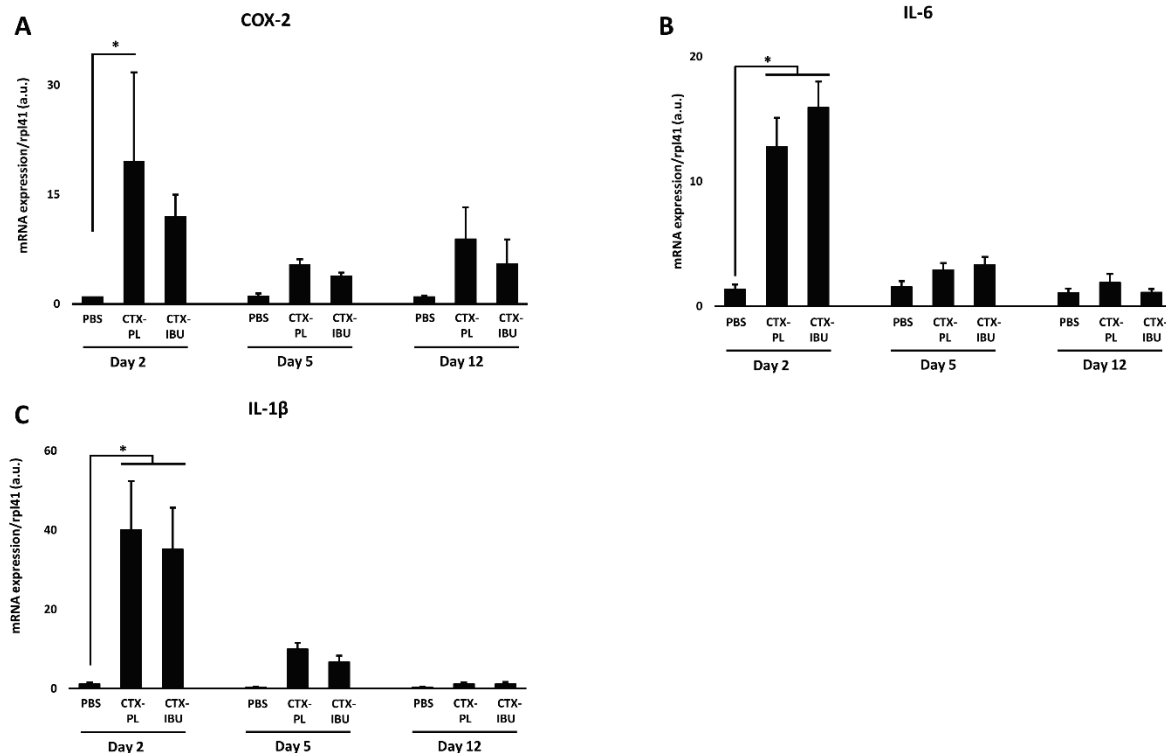 A
COX-2
*
mRNA expression/rpl41 (a.u.)
30
15
0
PBS CTX-PL CTX-IBU PBS CTX-PL CTX-IBU PBS CTX-PL CTX-IBU
Day 2 Day 5 Day 12
B
IL-6
*
mRNA expression/rpl41 (a.u.)
20
10
0
PBS CTX-PL CTX-IBU PBS CTX-PL CTX-IBU PBS CTX-PL CTX-IBU
Day 2 Day 5 Day 12
C
IL-1β
*
mRNA expression/rpl41 (a.u.)
60
40
20
0
PBS CTX-PL CTX-IBU PBS CTX-PL CTX-IBU PBS CTX-PL CTX-IBU
Day 2 Day 5 Day 12